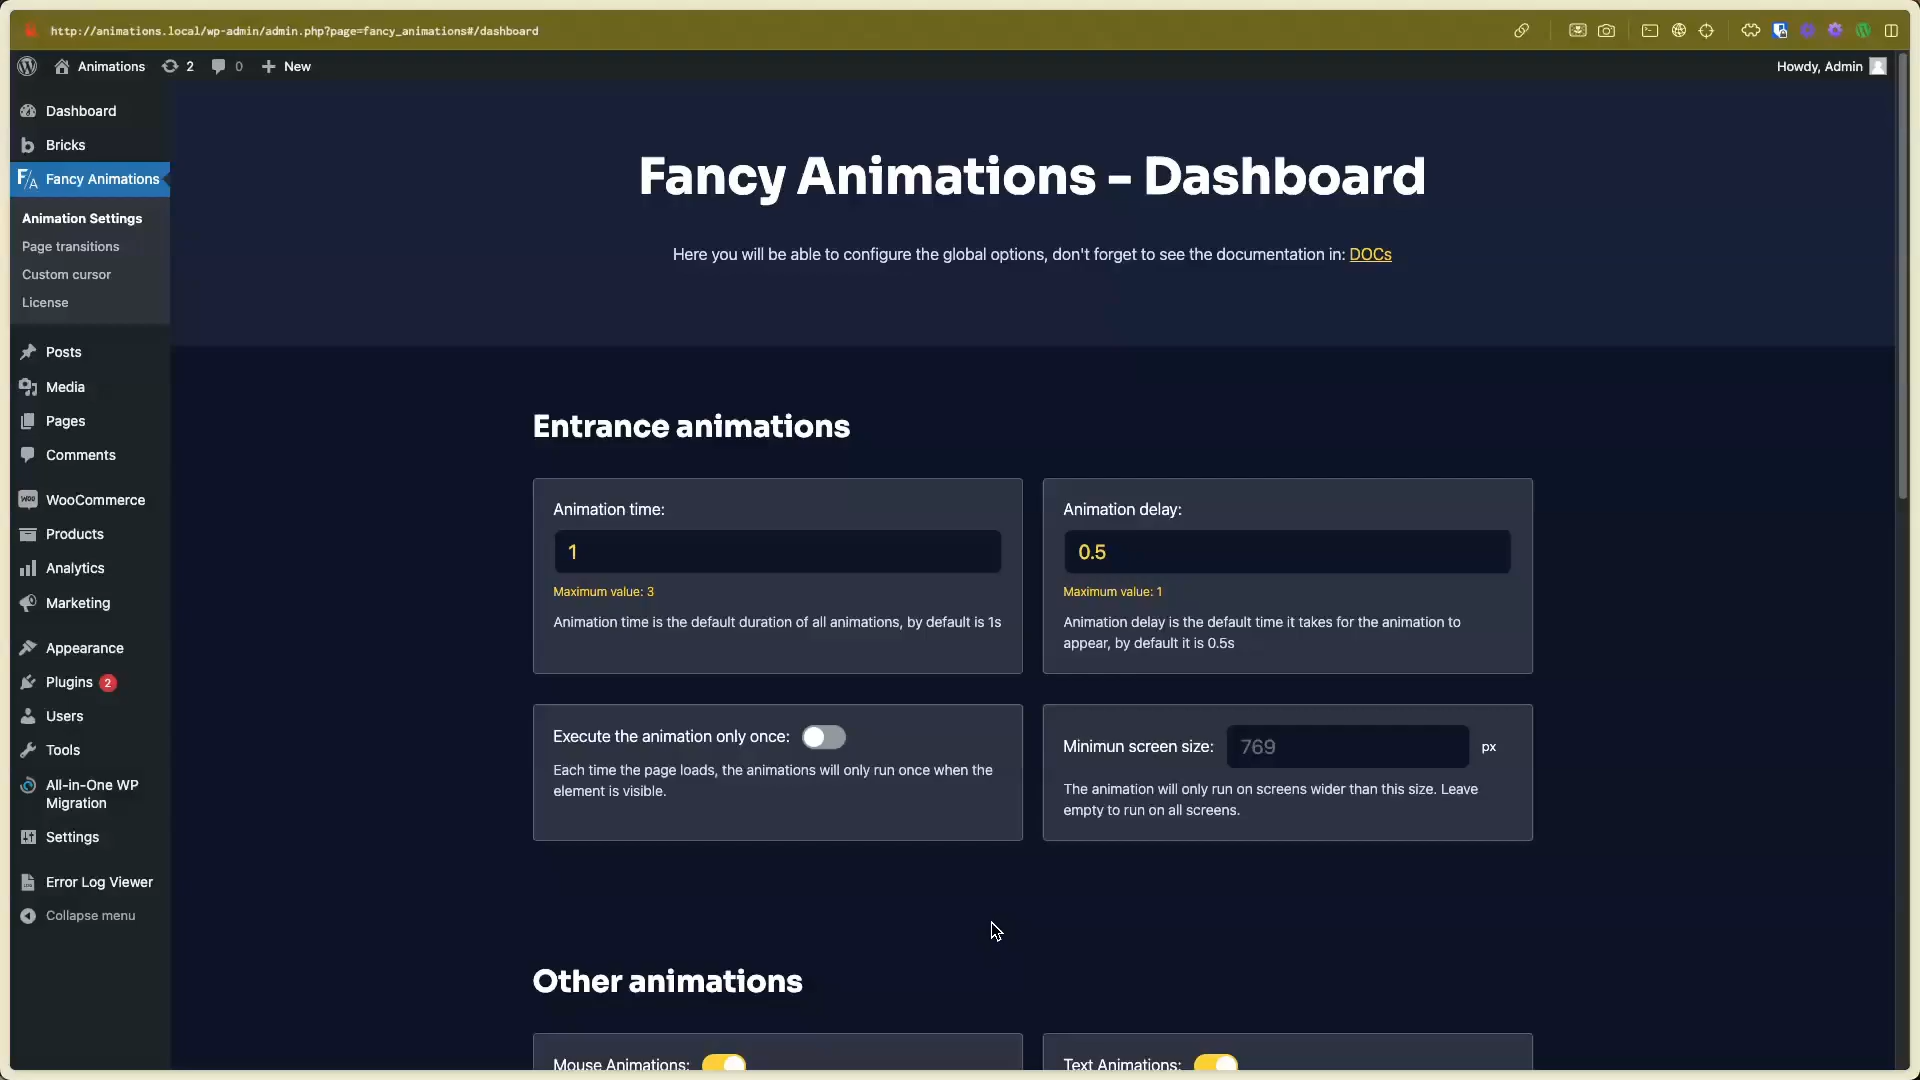 http://animations.local/wp-admin/admin.php?page=fancy_animations#/dashboard
Animations
2
0
New
Howdy, Admin
Dashboard
Bricks
F/A
Fancy Animations
Animation Settings
Page transitions
Custom cursor
License
Posts
Media
Pages
Comments
Woo
WooCommerce
Products
Analytics
Marketing
Appearance
Plugins 2
Users
Tools
All-in-One WP
Migration
Settings
Error Log Viewer
Collapse menu
Fancy Animations – Dashboard
Here you will be able to configure the global options, don't forget to see the documentation in: DOCs
Entrance animations
Animation time:
1
Maximum value: 3
Animation time is the default duration of all animations, by default is 1s
Animation delay:
0.5
Maximum value: 1
Animation delay is the default time it takes for the animation to
appear, by default it is 0.5s
Execute the animation only once:
Each time the page loads, the animations will only run once when the
element is visible.
Minimun screen size: 769 px
The animation will only run on screens wider than this size. Leave
empty to run on all screens.
Other animations
Mouse Animations:
Text Animations: